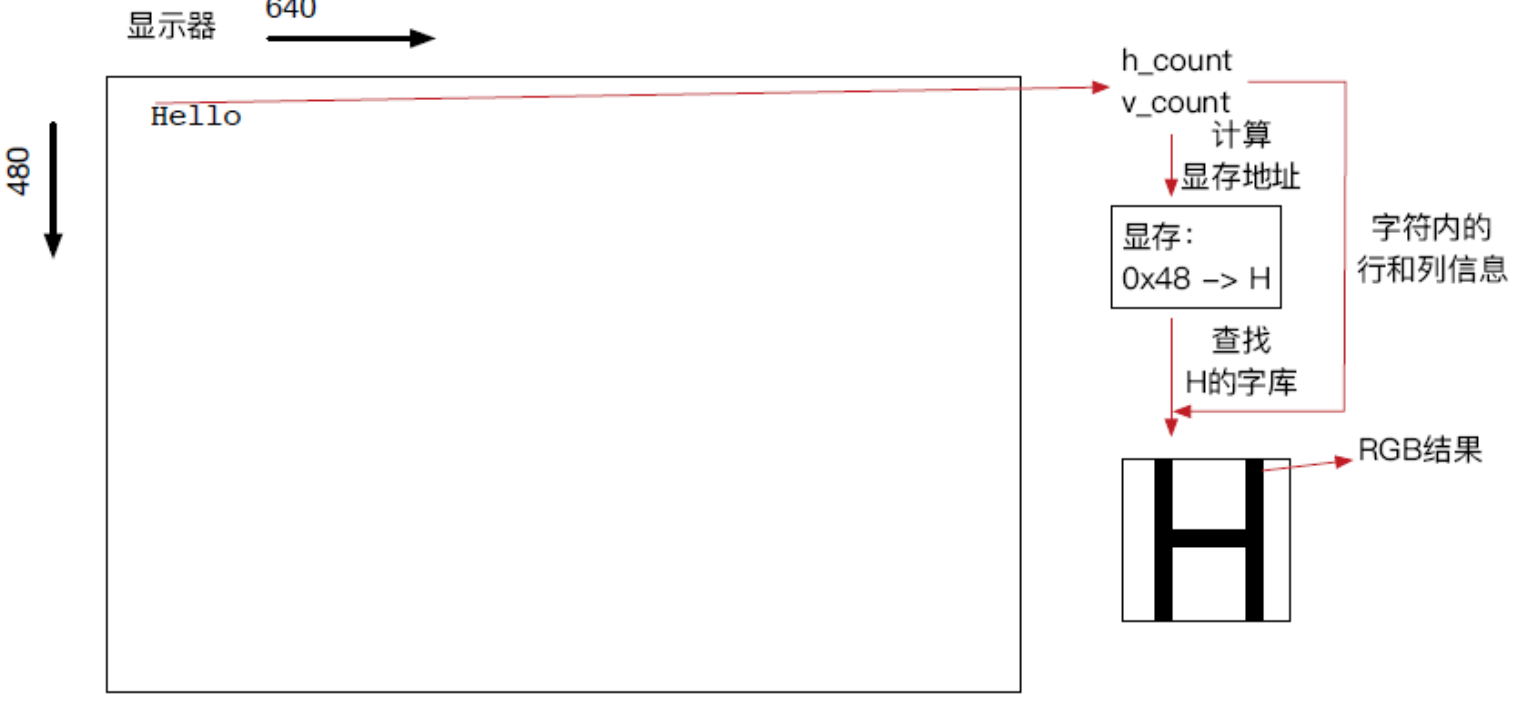 显示器
640
480
Hello
h_count
v_count
计算
显存地址
显存:
0x48 -> H
字符内的
行和列信息
查找
H的字库
RGB结果
H